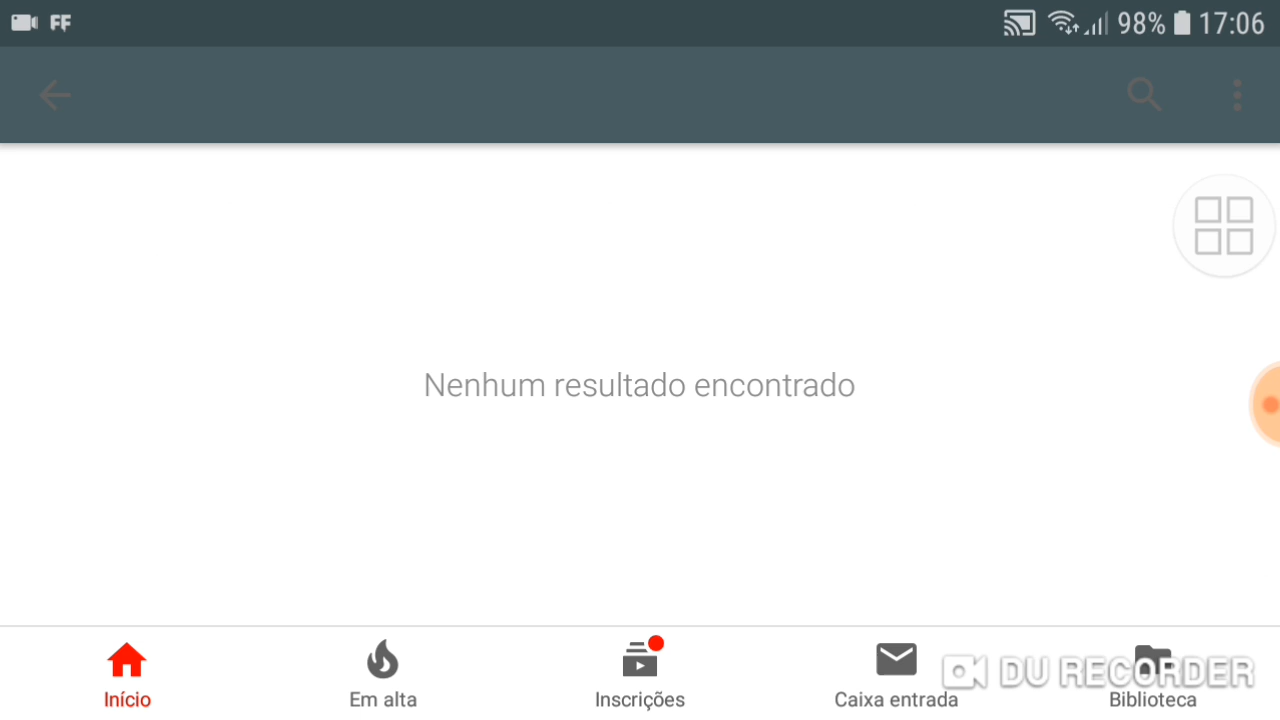 FF 98% 17:06
Nenhum resultado encontrado
Início Em alta Inscrições Caixa entrada Biblioteca
DU RECORDER